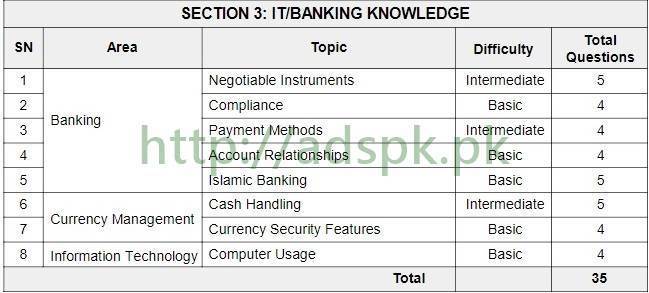 SECTION 3: IT/BANKING KNOWLEDGE
SN Area Topic Difficulty Total Questions
1 Banking Negotiable Instruments Intermediate 5
2 Compliance Basic 4
3 Payment Methods Intermediate 4
4 Account Relationships Basic 4
5 Islamic Banking Basic 5
6 Currency Management Cash Handling Intermediate 5
7 Currency Security Features Basic 4
8 Information Technology Computer Usage Basic 4
Total 35
http://adspk.pk